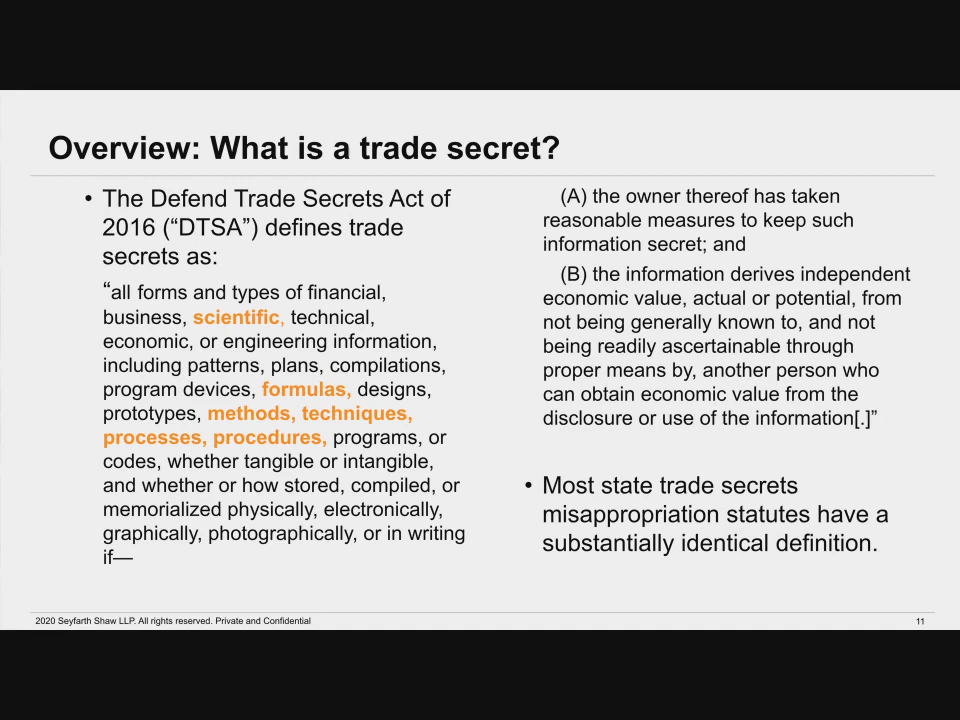 Overview: What is a trade secret?
• The Defend Trade Secrets Act of
2016 (“DTSA”) defines trade
secrets as:
“all forms and types of financial,
business, scientific, technical,
economic, or engineering information,
including patterns, plans, compilations,
program devices, formulas, designs,
prototypes, methods, techniques,
processes, procedures, programs, or
codes, whether tangible or intangible,
and whether or how stored, compiled, or
memorialized physically, electronically,
graphically, photographically, or in writing
if—
(A) the owner thereof has taken
reasonable measures to keep such
information secret; and
(B) the information derives independent
economic value, actual or potential, from
not being generally known to, and not
being readily ascertainable through
proper means by, another person who
can obtain economic value from the
disclosure or use of the information[.]”
• Most state trade secrets
misappropriation statutes have a
substantially identical definition.
2020 Seyfarth Shaw LLP. All rights reserved. Private and Confidential
11